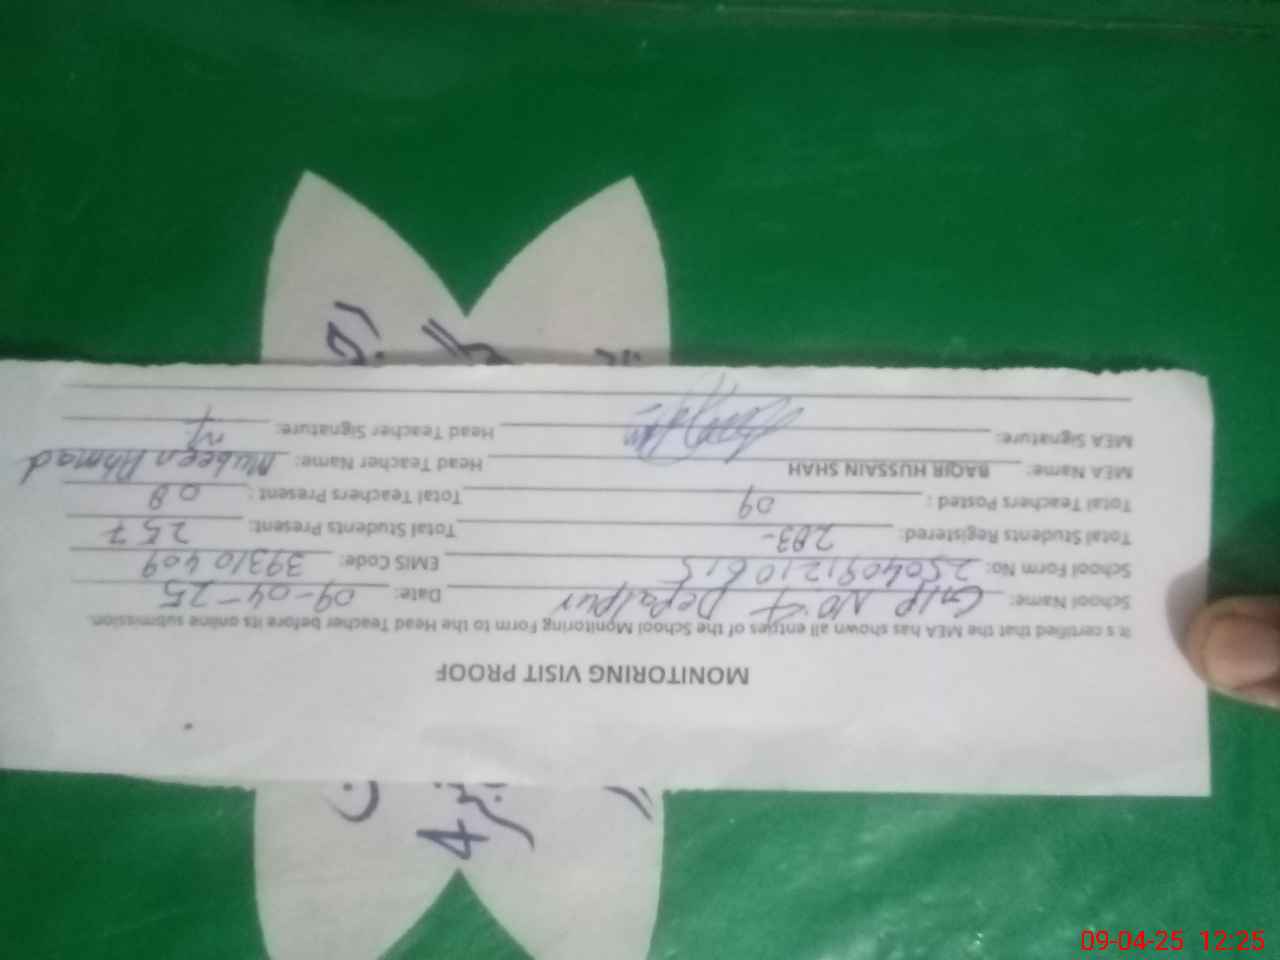 MONITORING VISIT PROOF
It s certified that the MEA has shown all entries of the School Monitoring Form to the Head Teacher before its online submission.
School Name: GMP NO.4 Depalpur Date: 09-04-25
School Form No: 250409121061S EMIS Code: 39310409
Total Students Registered: 283- Total Students Present: 257
Total Teachers Posted : 09 Total Teachers Present : 08
MEA Name: BAQIR HUSSAIN SHAH Head Teacher Name: Mubeen Ahmad
MEA Signature: Head Teacher Signature:
09-04-25 12:25